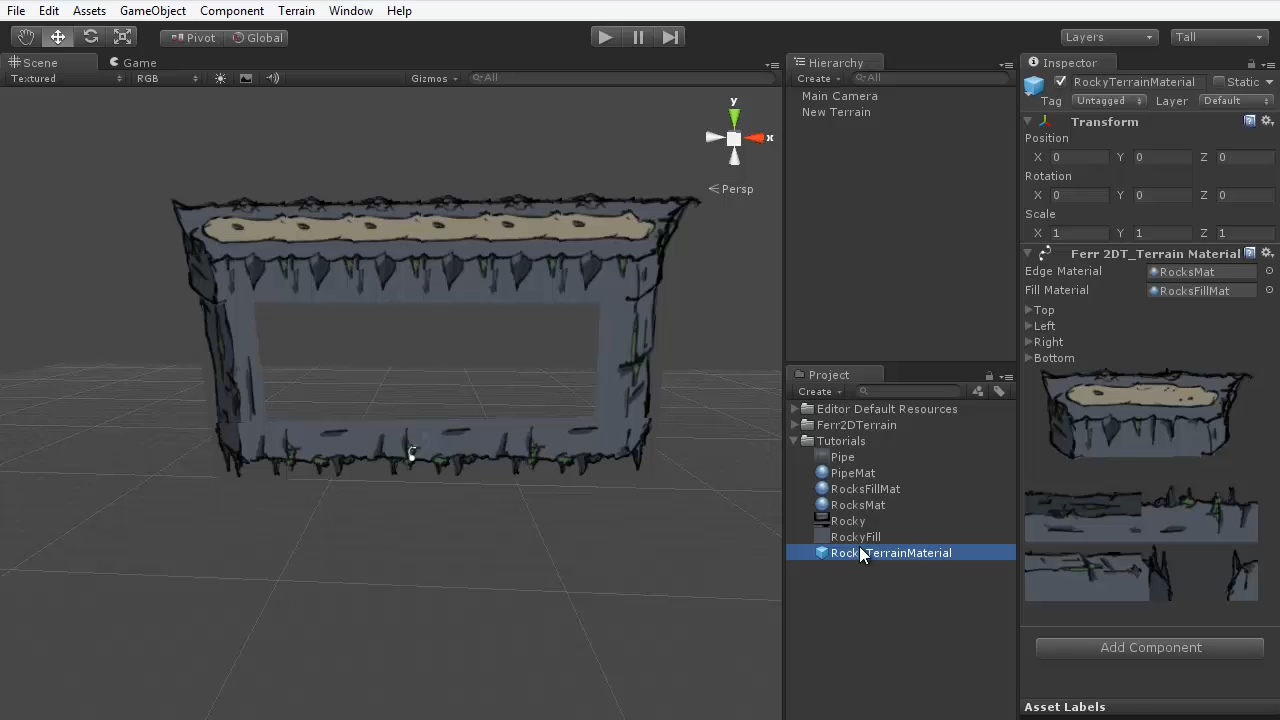 File Edit Assets GameObject Component Terrain Window Help
Pivot Global Layers Tall
Scene Game
Textured RGB Gizmos All
y
x
Persp
Hierarchy
Create All
Main Camera
New Terrain
Project
Create
Editor Default Resources
Ferr2DTerrain
Tutorials
Pipe
PipeMat
RocksFillMat
RocksMat
Rocky
RockyFill
RockyTerrainMaterial
Inspector
RockyTerrainMaterial Static
Tag Untagged Layer Default
Transform
Position
X 0 Y 0 Z 0
Rotation
X 0 Y 0 Z 0
Scale
X 1 Y 1 Z 1
Ferr 2DT_Terrain Material
Edge Material RocksMat
Fill Material RocksFillMat
Top
Left
Right
Bottom
Add Component
Asset Labels